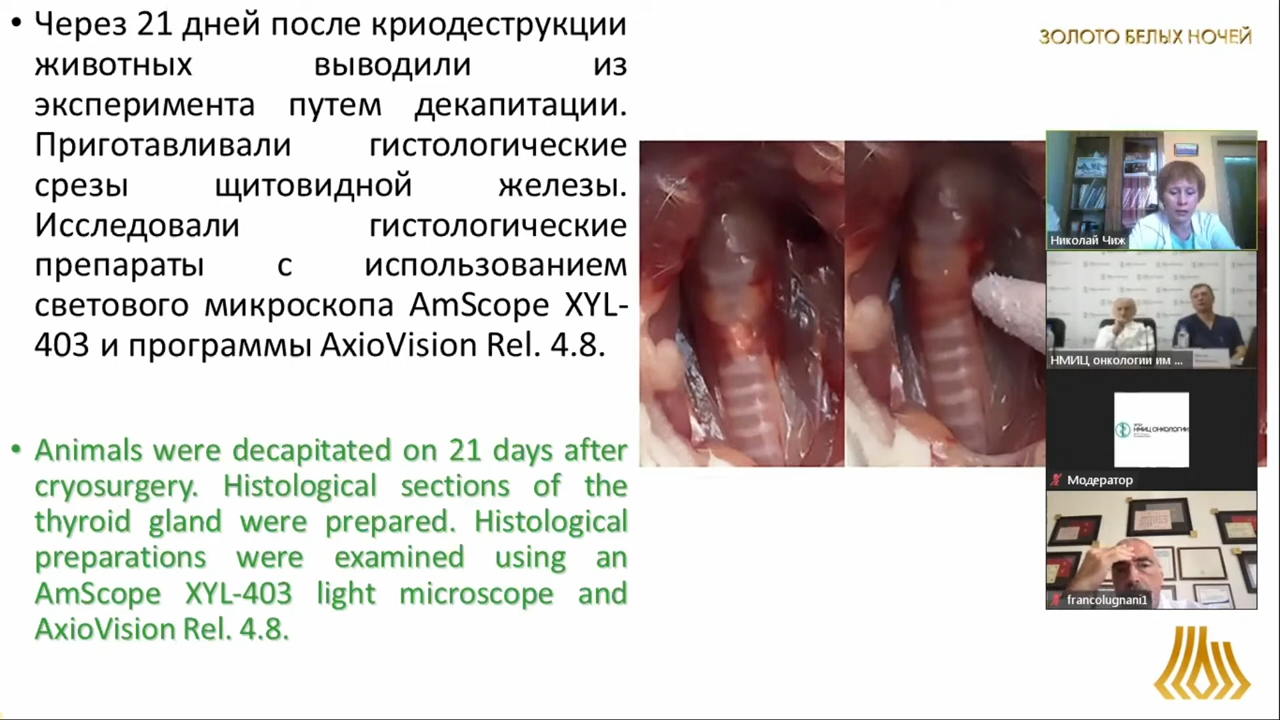 • Через 21 дней после криодеструкции
животных выводили из
эксперимента путем декапитации.
Приготавливали гистологические
срезы щитовидной железы.
Исследовали гистологические
препараты с использованием
светового микроскопа AmScope XYL-
403 и программы AxioVision Rel. 4.8.
• Animals were decapitated on 21 days after
cryosurgery. Histological sections of the
thyroid gland were prepared. Histological
preparations were examined using an
AmScope XYL-403 light microscope and
AxioVision Rel. 4.8.
ЗОЛОТО БЕЛЫХ НОЧЕЙ
Николай Чиж
НМИЦ онкологии им ...
НМИЦ ОНКОЛОГИИ
Модератор
francolugnani1